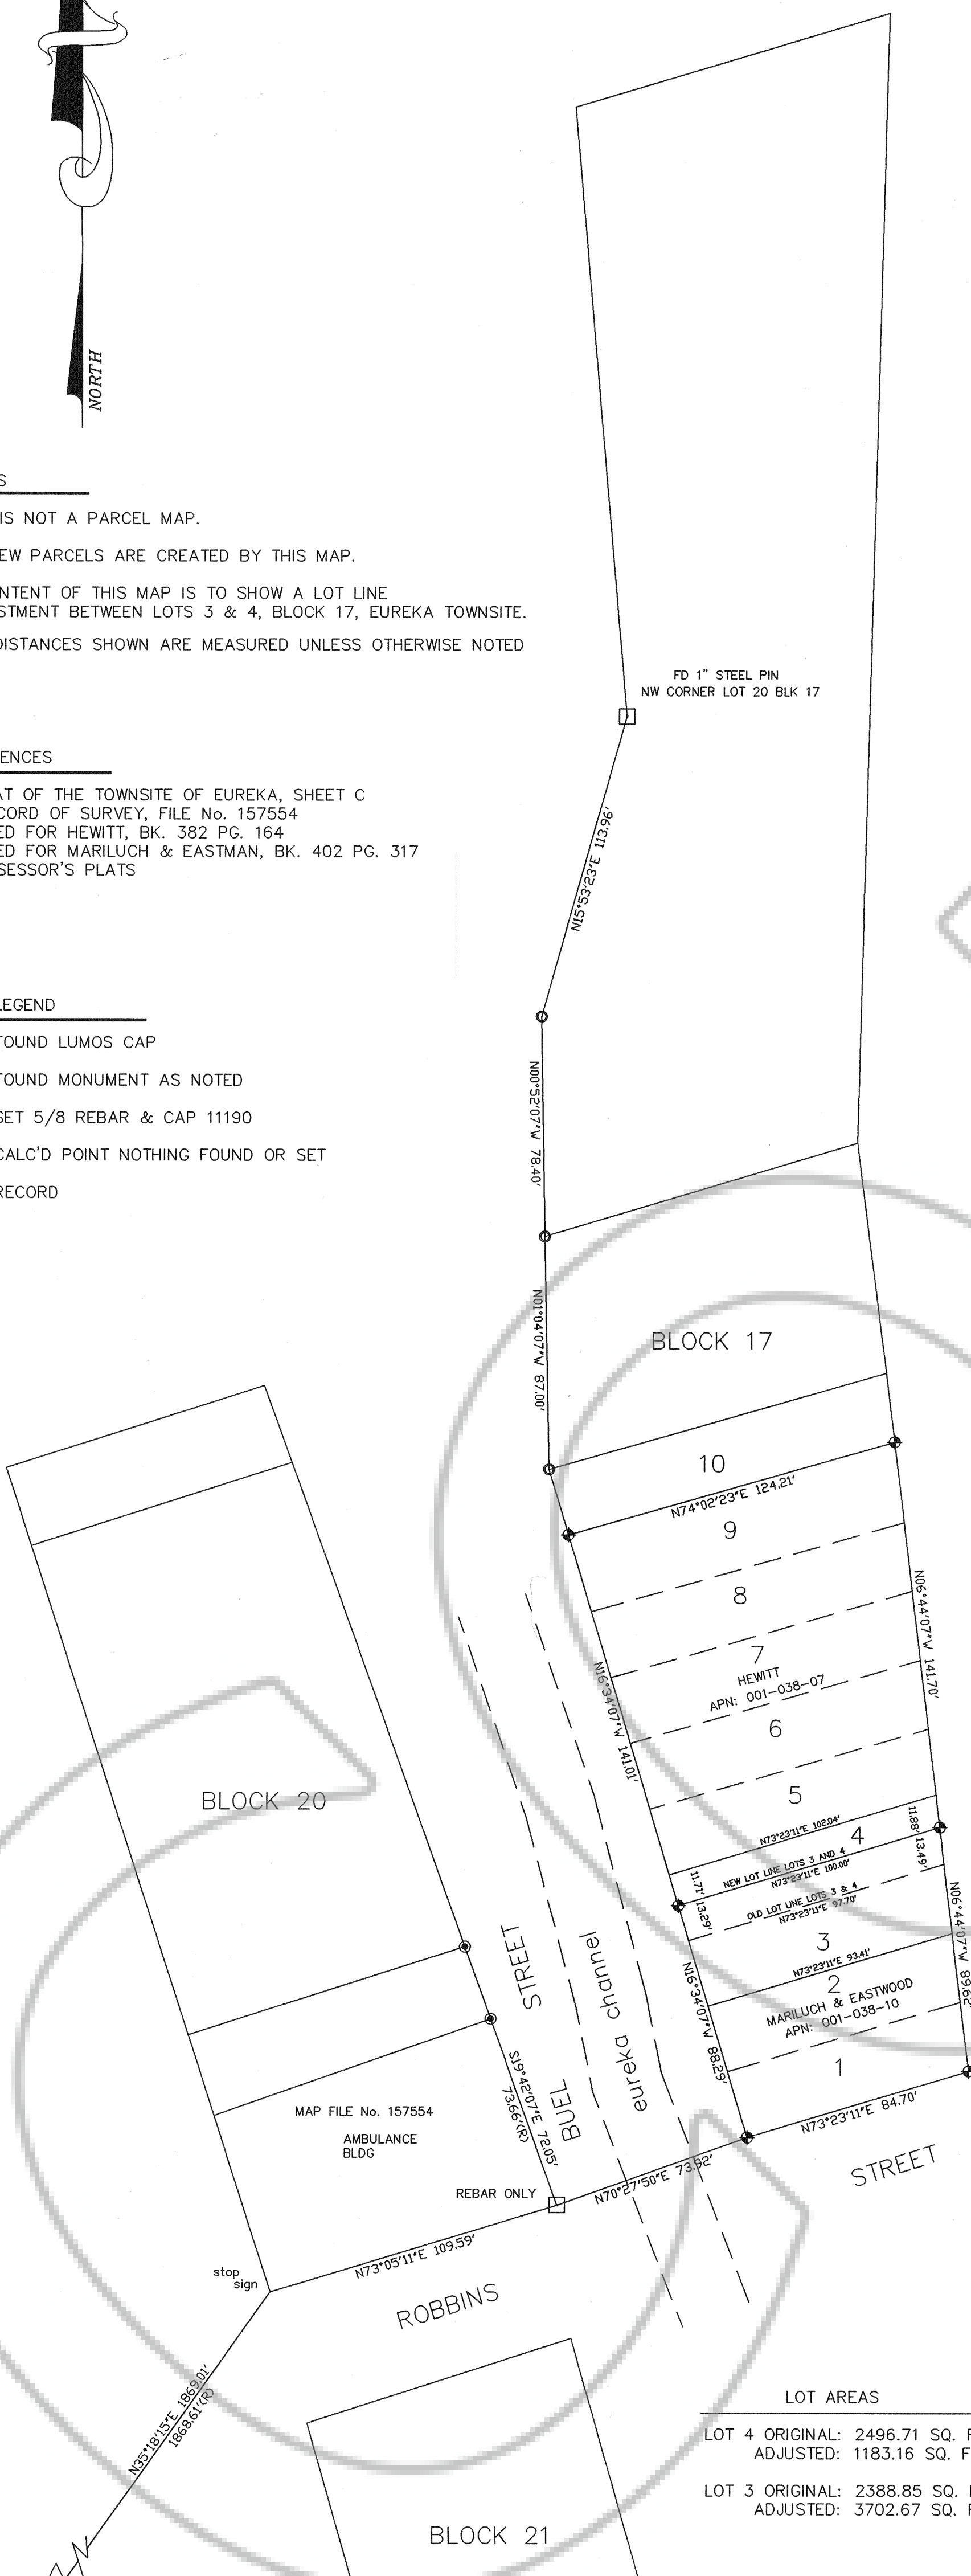 NORTH
S
IS NOT A PARCEL MAP.
EW PARCELS ARE CREATED BY THIS MAP.
NTENT OF THIS MAP IS TO SHOW A LOT LINE
STMENT BETWEEN LOTS 3 & 4, BLOCK 17, EUREKA TOWNSITE.
DISTANCES SHOWN ARE MEASURED UNLESS OTHERWISE NOTED
FD 1" STEEL PIN
NW CORNER LOT 20 BLK 17
ENCES
AT OF THE TOWNSITE OF EUREKA, SHEET C
CORD OF SURVEY, FILE No. 157554
ED FOR HEWITT, BK. 382 PG. 164
ED FOR MARILUCH & EASTMAN, BK. 402 PG. 317
SESSOR'S PLATS
N15°53'23"E 113.96'
LEGEND
FOUND LUMOS CAP
FOUND MONUMENT AS NOTED
SET 5/8 REBAR & CAP 11190
CALC'D POINT NOTHING FOUND OR SET
RECORD
N00°52'07"W 78.40'
N01°04'07"W 87.00'
BLOCK 17
10
N74°02'23"E 124.21'
9
8
7
HEWITT
APN: 001-038-07
6
5
N06°44'07"W 141.70'
N16°34'07"W 141.01'
BLOCK 20
N73°23'11"E 102.04'
4
11.88'
13.49'
NEW LOT LINE LOTS 3 AND 4
N73°23'11"E 100.00'
11.71'
13.29'
OLD LOT LINE LOTS 3 & 4
N73°23'11"E 97.70'
3
N73°23'11"E 93.41'
2
MARILUCH & EASTWOOD
APN: 001-038-10
1
N06°44'07"W 89.62'
N16°34'07"W 88.29'
N73°23'11"E 84.70'
STREET
BUEL STREET
eureka channel
S19°42'07"E 72.05'
73.66'(R)
MAP FILE No. 157554
AMBULANCE
BLDG
REBAR ONLY
N70°27'50"E 73.92'
N73°05'11"E 109.59'
stop
sign
ROBBINS
N35°18'15"E 1869.01'
1868.61'(R)
BLOCK 21
LOT AREAS
LOT 4 ORIGINAL: 2496.71 SQ. F
ADJUSTED: 1183.16 SQ. F
LOT 3 ORIGINAL: 2388.85 SQ. F
ADJUSTED: 3702.67 SQ. F